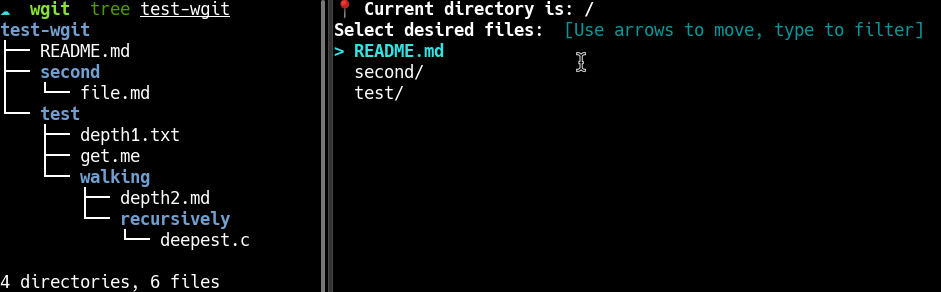 wgit tree test-wgit
test-wgit
├── README.md
├── second
│   └── file.md
└── test
    ├── depth1.txt
    ├── get.me
    └── walking
        ├── depth2.md
        └── recursively
            └── deepest.c
4 directories, 6 files
📍 Current directory is: /
Select desired files: [Use arrows to move, type to filter]
> README.md
  second/
  test/